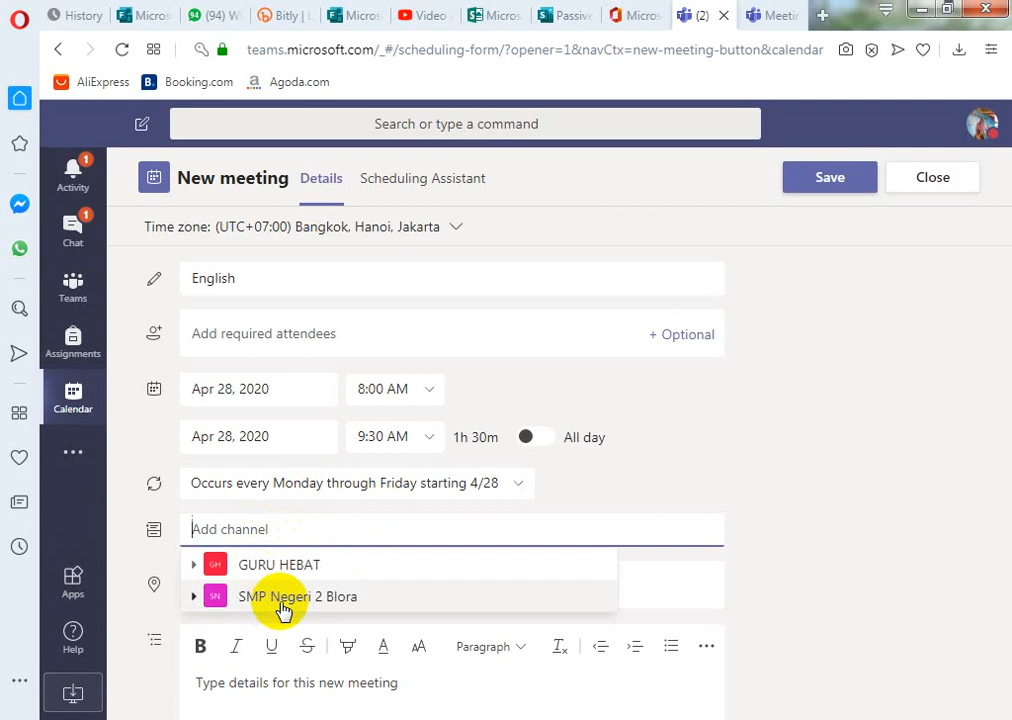 History
Micros
(94) W
Bitly | L
Micros
Video
Micros
Passive
Micros
(2)
Meetin
teams.microsoft.com/_#/scheduling-form/?opener=1&navCtx=new-meeting-button&calendar
AliExpress
B.
Booking.com
a
Agoda.com
Search or type a command
New meeting
Details
Scheduling Assistant
Save
Close
1
Activity
Time zone: (UTC+07:00) Bangkok, Hanoi, Jakarta
1
Chat
English
Teams
Add required attendees
+ Optional
Assignments
Apr 28, 2020
8:00 AM
Calendar
Apr 28, 2020
9:30 AM
1h 30m
All day
Occurs every Monday through Friday starting 4/28
Add channel
GH
GURU HEBAT
SN
SMP Negeri 2 Blora
Apps
Help
B
I
U
S
A
AA
Paragraph
Type details for this new meeting